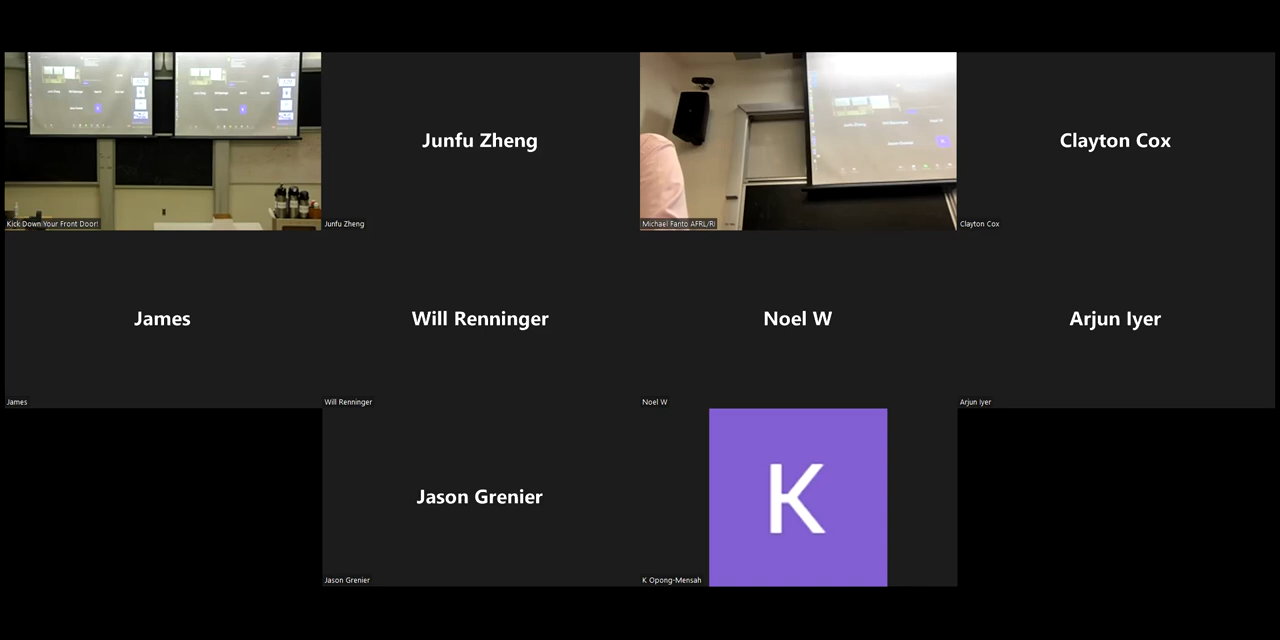 Junfu Zheng
Clayton Cox
Kick Down Your Front Door!
Junfu Zheng
Michael Fanto AFRL/RI
Clayton Cox
James
Will Renninger
Noel W
Arjun Iyer
James
Will Renninger
Noel W
Arjun Iyer
Jason Grenier
K
Jason Grenier
K Opong-Mensah